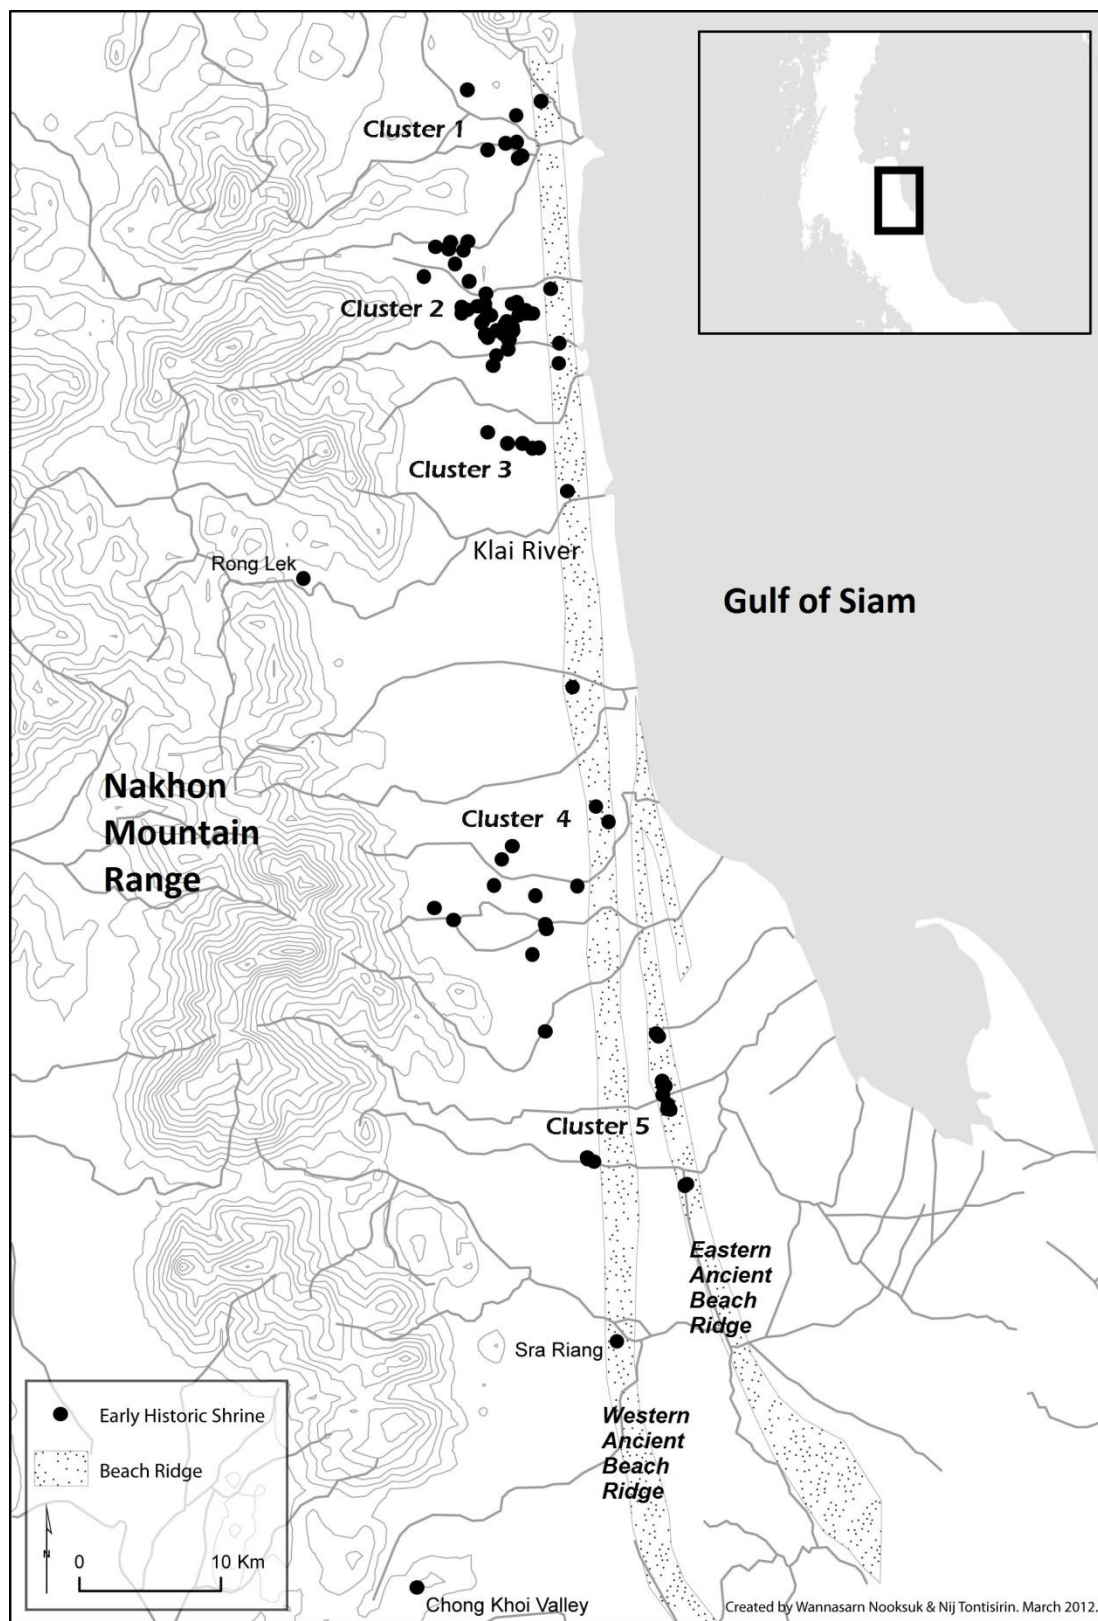 Cluster 1
Cluster 2
Cluster 3
Klai River
Rong Lek
Gulf of Siam
Nakhon
Mountain
Range
Cluster 4
Cluster 5
Eastern
Ancient
Beach
Ridge
Sra Riang
Western
Ancient
Beach
Ridge
Early Historic Shrine
Beach Ridge
N
0 10 Km
Chong Khoi Valley
Created by Wannasarn Nooksuk & Nij Tontisirin. March 2012.